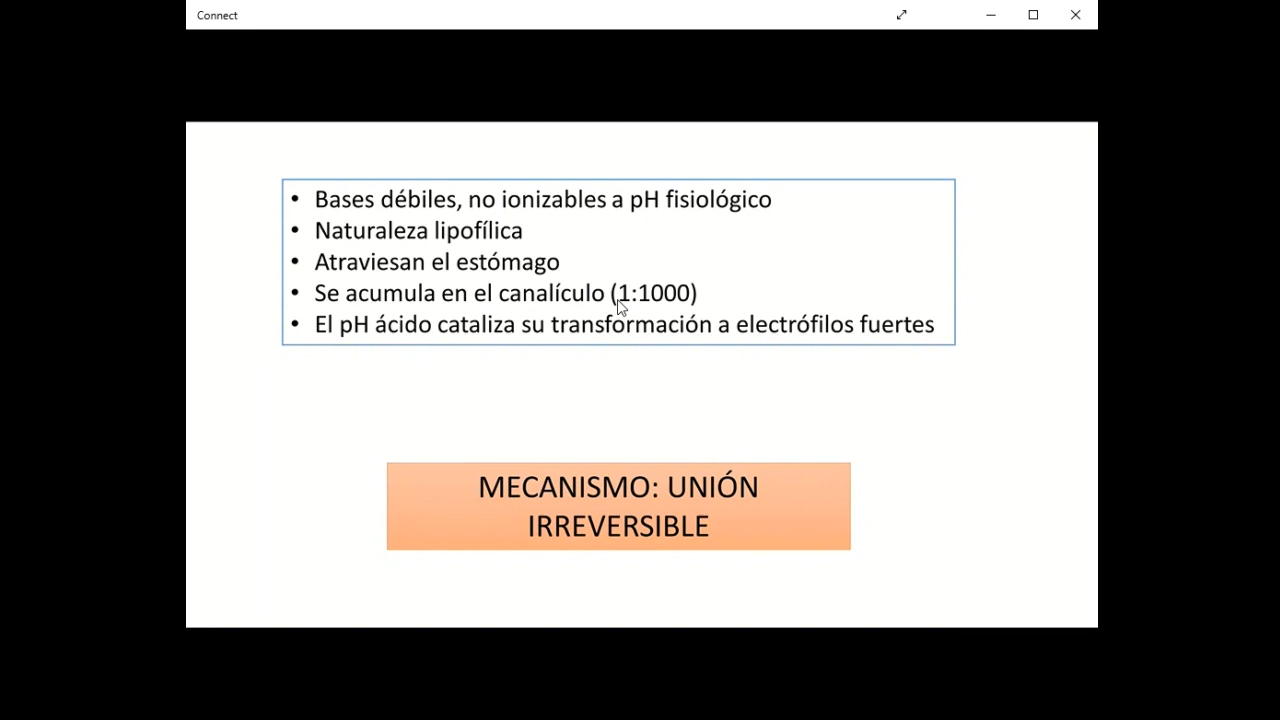 Connect
• Bases débiles, no ionizables a pH fisiológico
• Naturaleza lipofílica
• Atraviesan el estómago
• Se acumula en el canalículo (1:1000)
• El pH ácido cataliza su transformación a electrófilos fuertes
MECANISMO: UNIÓN
IRREVERSIBLE